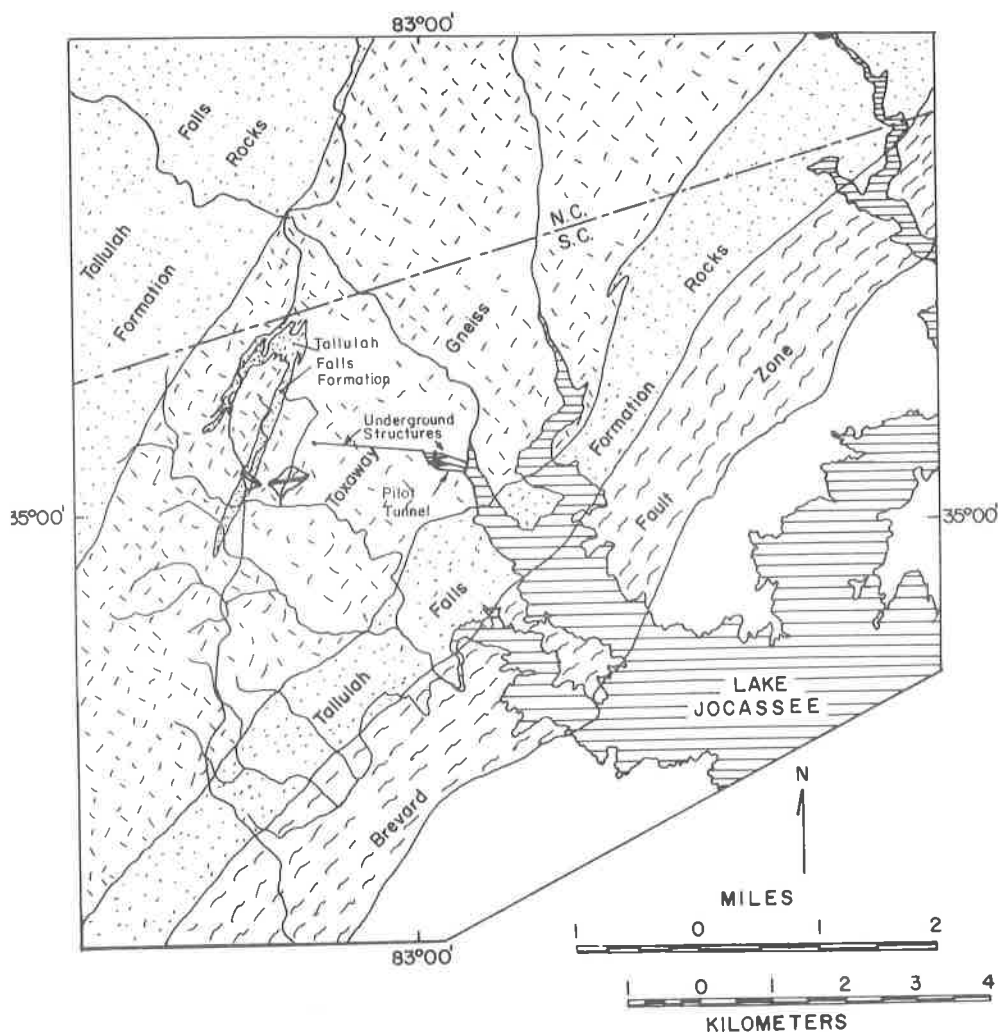 83°00'
Falls
Rocks
Tallulah
Formation
N.C.
S.C.
Rocks
Gneiss
Zone
Tallulah
Falls
Formation
Underground
Structures
Formation
Toxaway
Pilot
Tunnel
Fault
35°00'
35°00'
Falls
Tallulah
LAKE
JOCASSEE
Brevard
N
MILES
1 0 1 2
83°00'
1 0 1 2 3 4
KILOMETERS